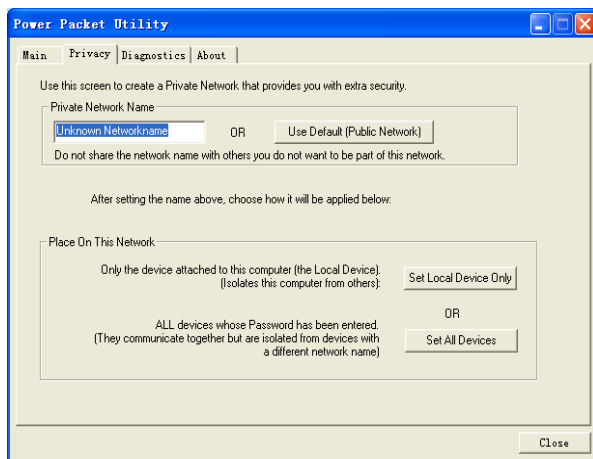 Power Packet Utility
Main Privacy Diagnostics About
Use this screen to create a Private Network that provides you with extra security.
Private Network Name
Unknown Networkname OR Use Default (Public Network)
Do not share the network name with others you do not want to be part of this network.
After setting the name above, choose how it will be applied below:
Place On This Network
Only the device attached to this computer (the Local Device).
(Isolates this computer from others): Set Local Device Only
OR
ALL devices whose Password has been entered.
(They communicate together but are isolated from devices with
a different network name) Set All Devices
Close